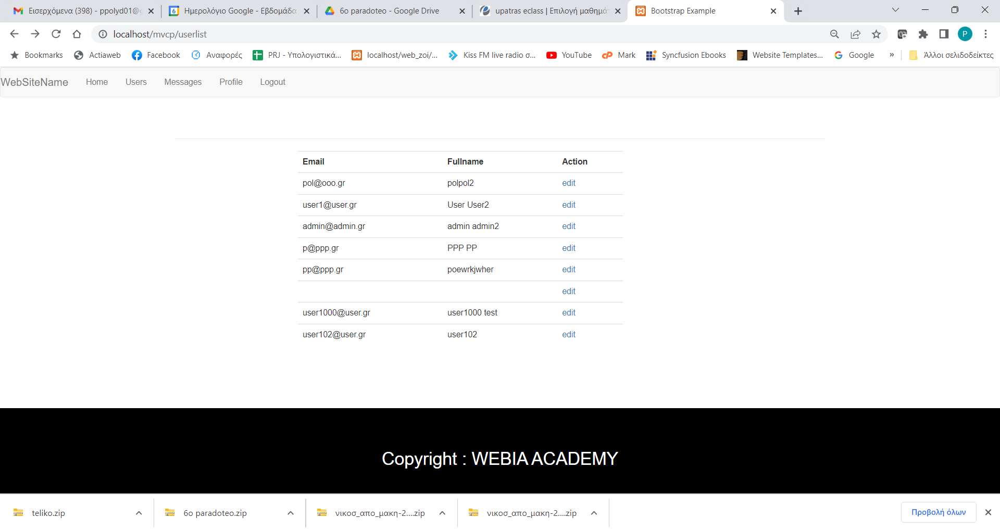 Εισερχόμενα (398) - ppolyd01@g
Ημερολόγιο Google - Εβδομάδα
6o paradoteo - Google Drive
upatras eclass | Επιλογή μαθημάτ
Bootstrap Example
localhost/mvcp/userlist
P
Bookmarks
Actiaweb
Facebook
Αναφορές
PRJ - Υπολογιστικά...
localhost/web_zoi/...
Kiss FM live radio σ...
YouTube
Mark
Syncfusion Ebooks
Website Templates...
Google
»
Άλλοι σελιδοδείκτες
WebSiteName Home Users Messages Profile Logout
Email Fullname Action
pol@ooo.gr polpol2 edit
user1@user.gr User User2 edit
admin@admin.gr admin admin2 edit
p@ppp.gr PPP PP edit
pp@ppp.gr poewrkjwher edit
edit
user1000@user.gr user1000 test edit
user102@user.gr user102 edit
Copyright : WEBIA ACADEMY
teliko.zip
6o paradoteo.zip
νικοσ_απο_μακη-2....zip
νικοσ_απο_μακη-2....zip
Προβολή όλων